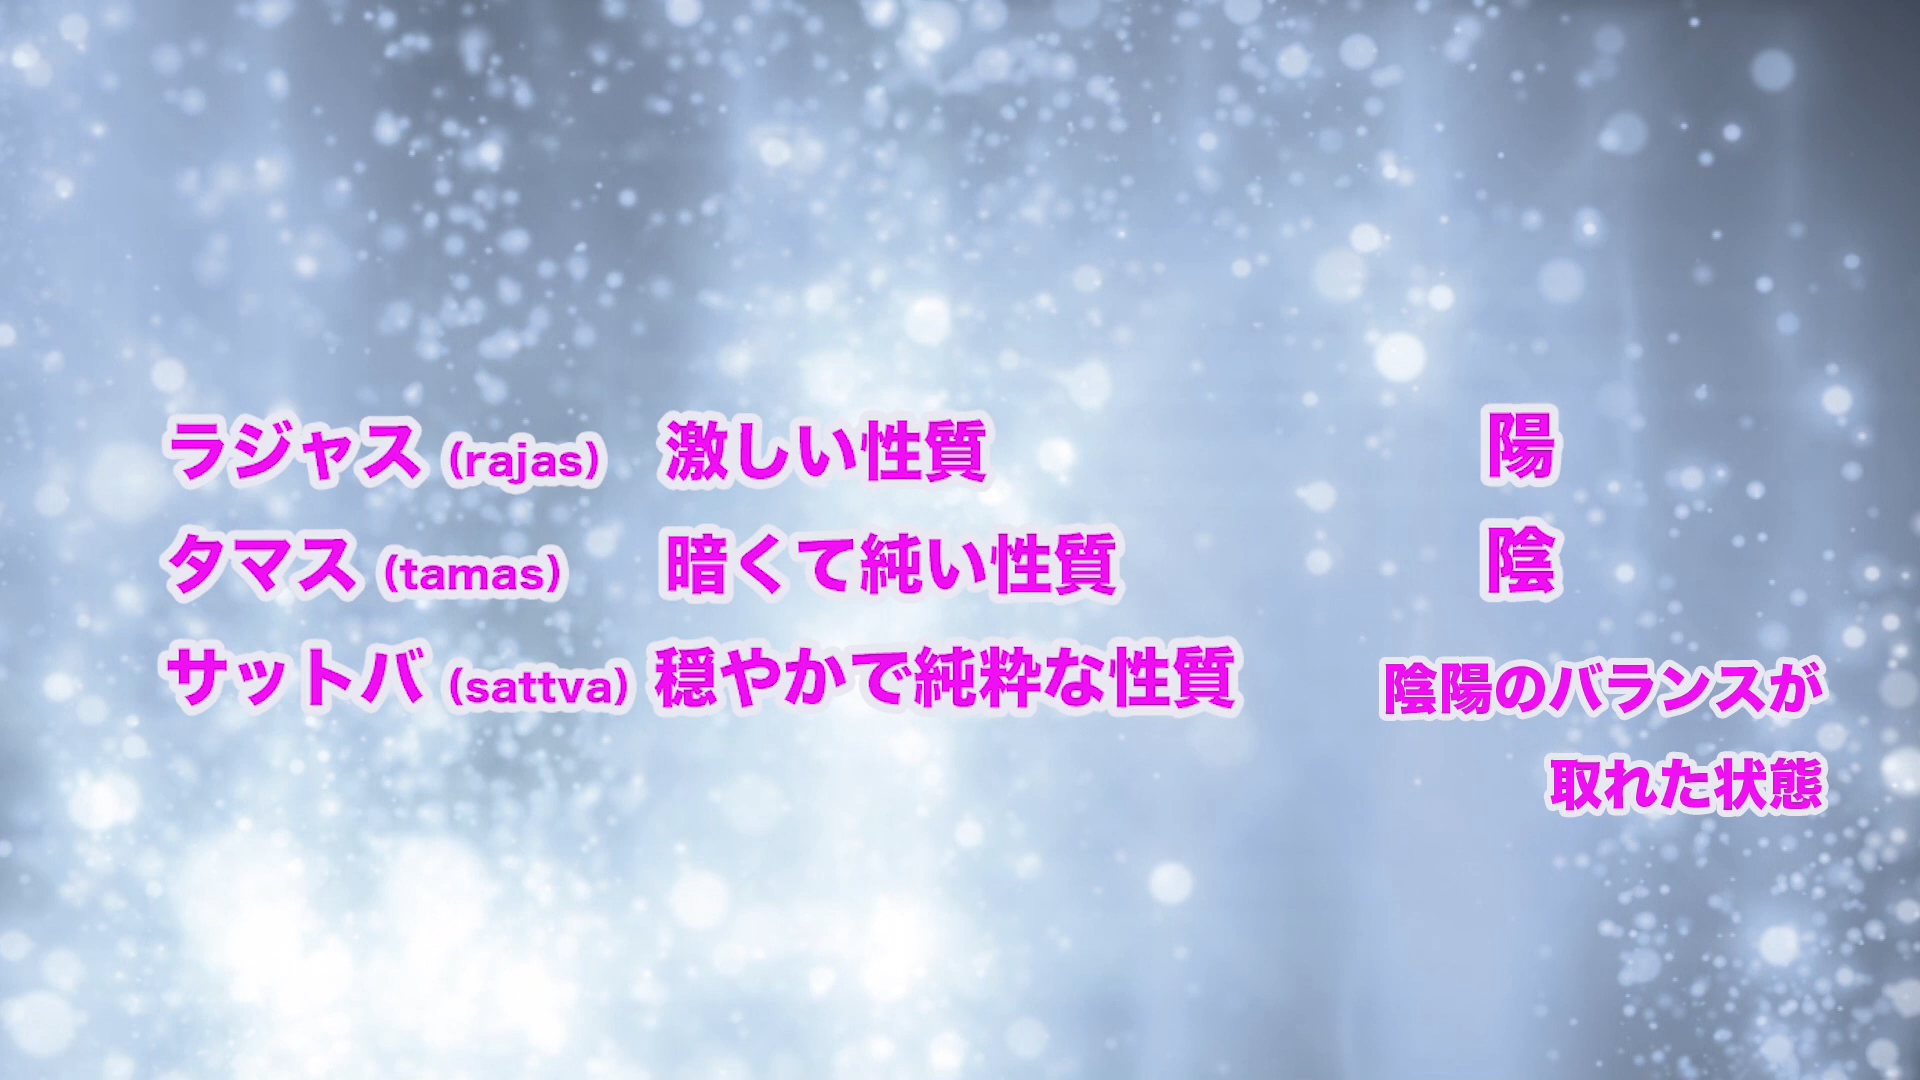 ラジャス (rajas) 激しい性質 陽
タマス (tamas) 暗くて純い性質 陰
サットバ (sattva) 穏やかで純粋な性質 陰陽のバランスが
取れた状態